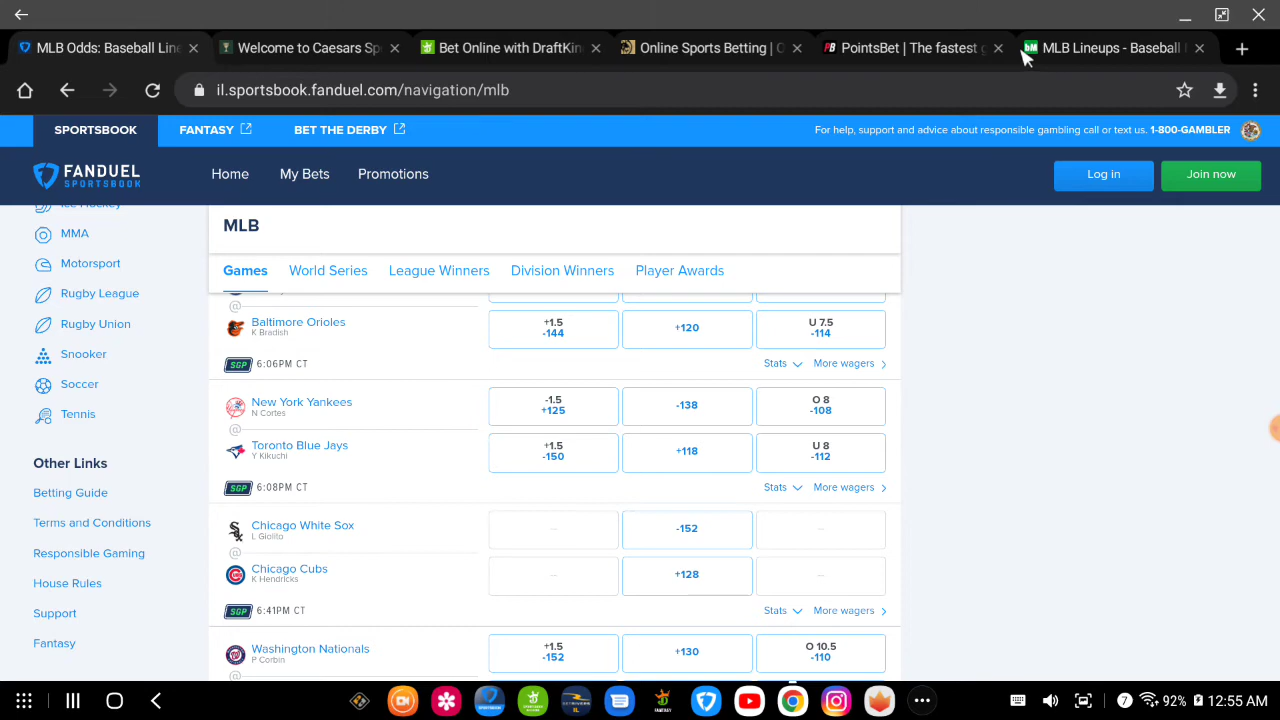 MLB Odds: Baseball Line
Welcome to Caesars Sp
Bet Online with DraftKin
Online Sports Betting | O
PointsBet | The fastest g
MLB Lineups - Baseball
il.sportsbook.fanduel.com/navigation/mlb
SPORTSBOOK
FANTASY
BET THE DERBY
For help, support and advice about responsible gambling call or text us. 1-800-GAMBLER
FANDUEL
SPORTSBOOK
Home
My Bets
Promotions
Log in
Join now
Ice Hockey
MMA
Motorsport
Rugby League
Rugby Union
Snooker
Soccer
Tennis
Other Links
Betting Guide
Terms and Conditions
Responsible Gaming
House Rules
Support
Fantasy
MLB
Games
World Series
League Winners
Division Winners
Player Awards
@
Baltimore Orioles
K Bradish
+1.5
-144
+120
U 7.5
-114
SGP
6:06PM CT
Stats
More wagers
New York Yankees
N Cortes
-1.5
+125
-138
O 8
-108
@
Toronto Blue Jays
Y Kikuchi
+1.5
-150
+118
U 8
-112
SGP
6:08PM CT
Stats
More wagers
Chicago White Sox
L Giolito
--
-152
--
@
Chicago Cubs
K Hendricks
--
+128
--
SGP
6:41PM CT
Stats
More wagers
Washington Nationals
P Corbin
+1.5
-152
+130
O 10.5
-110
@
7
92%
12:55 AM